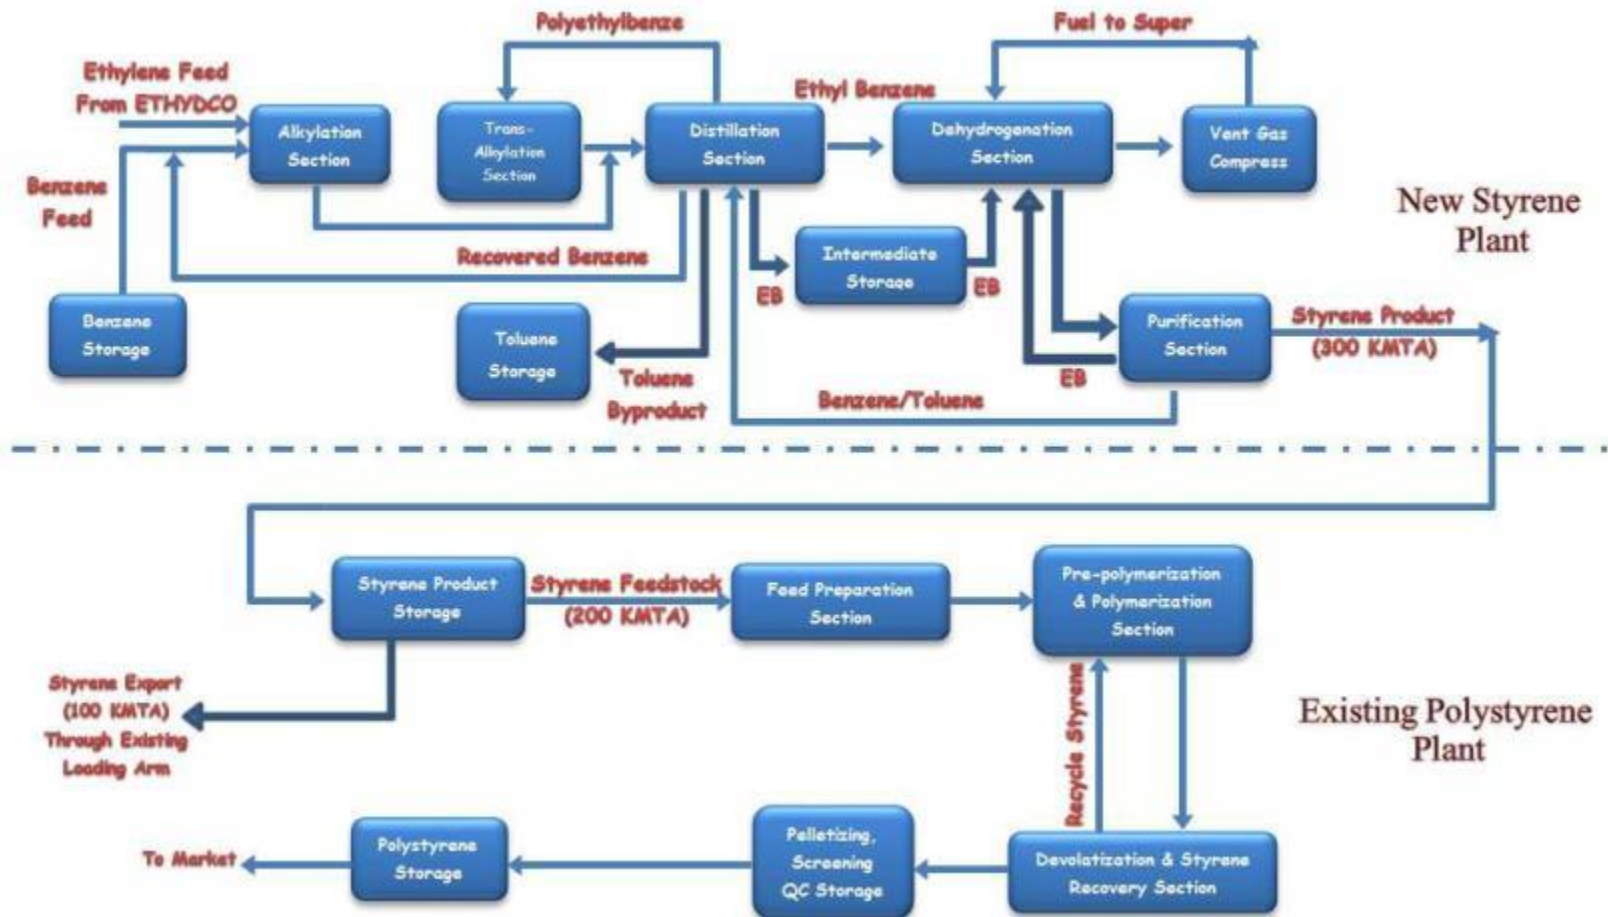 Polyethylbenze
Fuel to Super
Ethylene Feed
From ETHYDCO
Ethyl Benzene
Alkylation
Section
Trans-
Alkylation
Section
Distillation
Section
Dehydrogenation
Section
Vent Gas
Compress
Benzene
Feed
New Styrene
Plant
Recovered Benzene
Intermediate
Storage
EB
EB
Benzene
Storage
Toluene
Storage
Purification
Section
Styrene Product
(300 KMTA)
Toluene
Byproduct
EB
Benzene/Toluene
Styrene Product
Storage
Styrene Feedstock
(200 KMTA)
Feed Preparation
Section
Pre-polymerization
& Polymerization
Section
Styrene Export
(100 KMTA)
Through Existing
Loading Arm
Recycle Styrene
Existing Polystyrene
Plant
To Market
Polystyrene
Storage
Pelletizing,
Screening
QC Storage
Devolatization & Styrene
Recovery Section